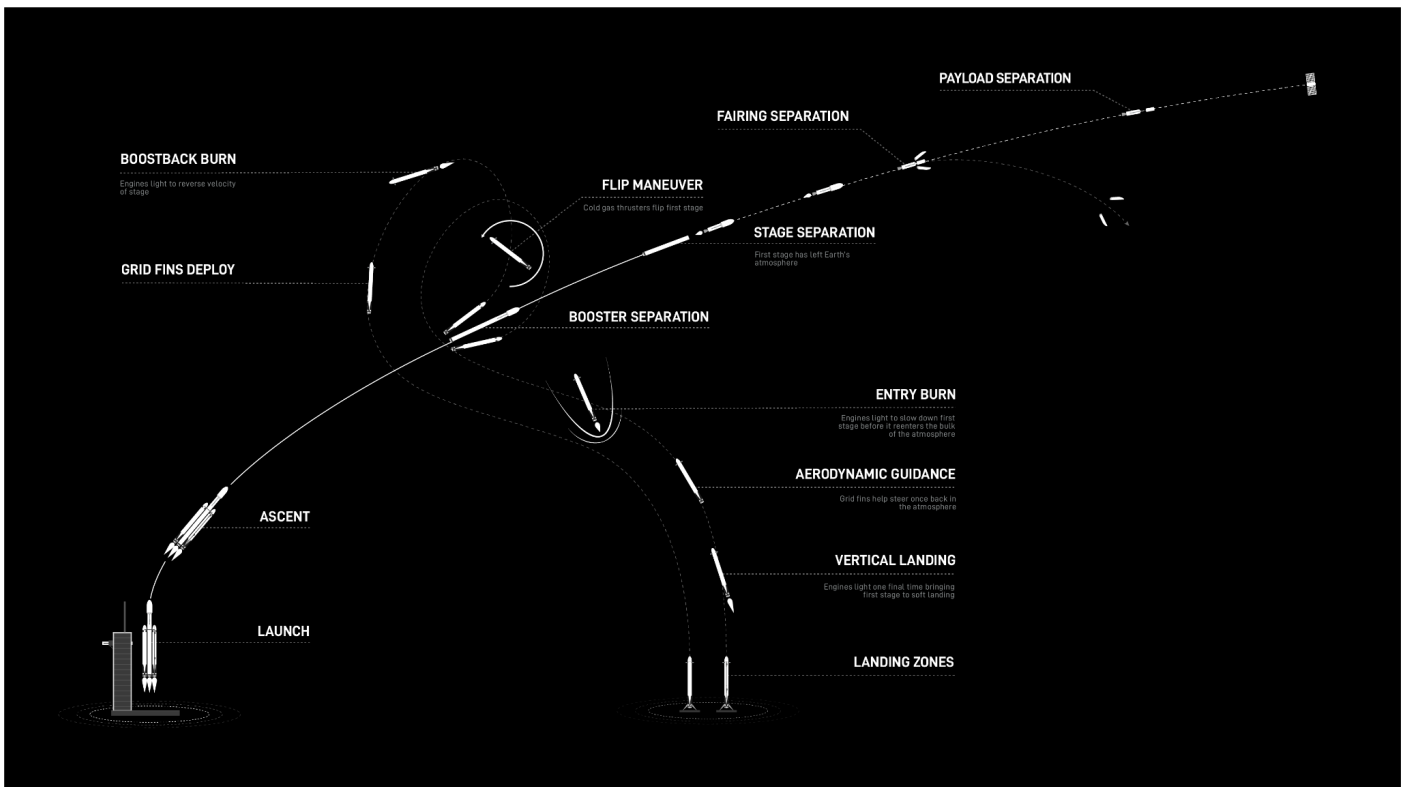 PAYLOAD SEPARATION
FAIRING SEPARATION
BOOSTBACK BURN
Engines light to reverse velocity
of stage
FLIP MANEUVER
Cold gas thrusters flip first stage
STAGE SEPARATION
First stage has left Earth's
atmosphere
GRID FINS DEPLOY
BOOSTER SEPARATION
ENTRY BURN
Engines light to slow down first
stage before it reenters the bulk
of the atmosphere
AERODYNAMIC GUIDANCE
Grid fins help steer once back in
the atmosphere
ASCENT
VERTICAL LANDING
Engines light one final time bringing
first stage to soft landing
LAUNCH
LANDING ZONES